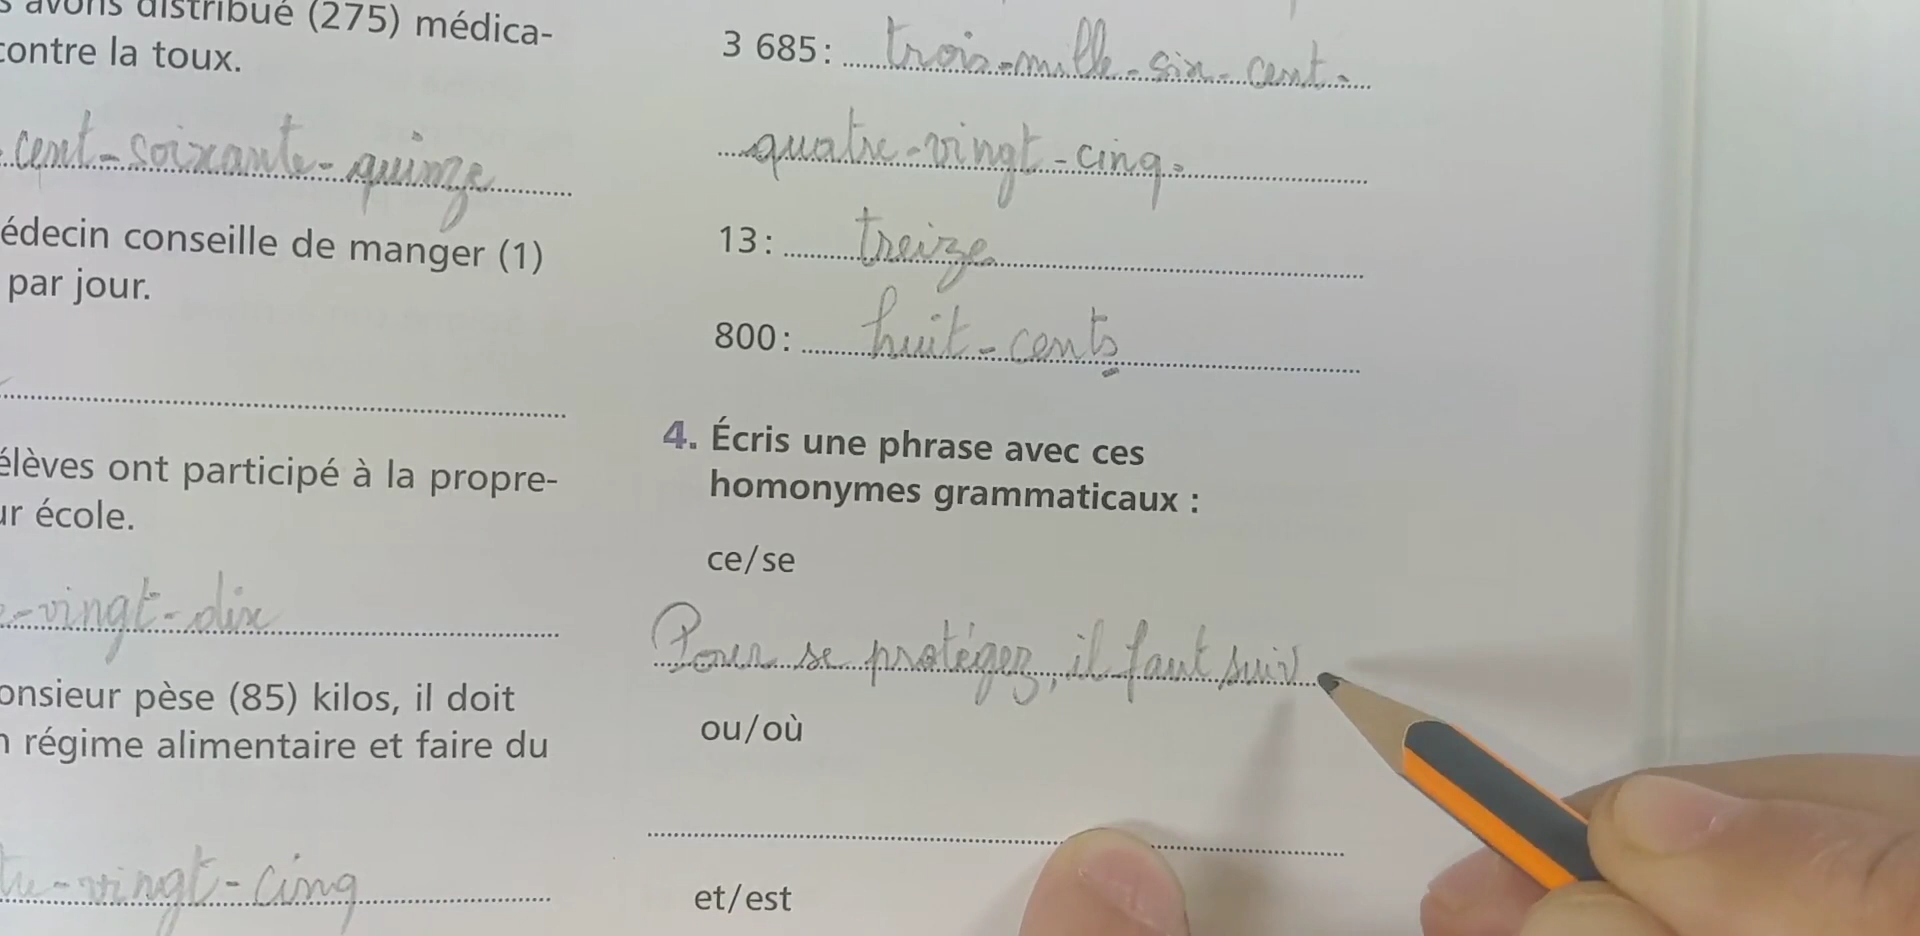 avons distribué (275) médica-
contre la toux.
cent-soixante-quinze
édecin conseille de manger (1)
par jour.
élèves ont participé à la propre-
ur école.
-vingt-dix
onsieur pèse (85) kilos, il doit
régime alimentaire et faire du
-vingt-cinq
3 685 : trois-mille-six-cent-
quatre-vingt-cinq.
13 : treize
800 : huit-cents
4. Écris une phrase avec ces
homonymes grammaticaux :
ce/se
Pour se protéger, il faut suiv
ou/où
et/est